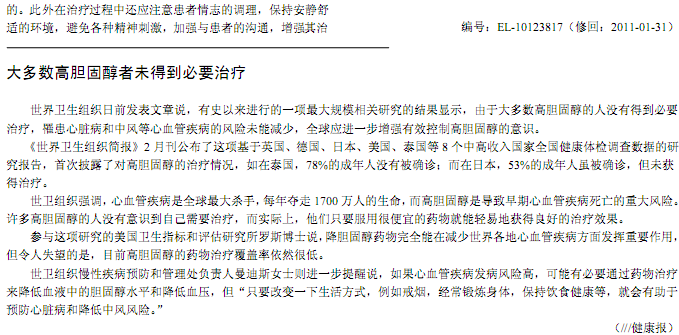 的。此外在治疗过程中还应注意患者情志的调理，保持安静舒
适的环境，避免各种精神刺激，加强与患者的沟通，增强其治
编号：EL-10123817（修回：2011-01-31）
大多数高胆固醇者未得到必要治疗
世界卫生组织日前发表文章说，有史以来进行的一项最大规模相关研究的结果显示，由于大多数高胆固醇的人没有得到必要
治疗，罹患心脏病和中风等心血管疾病的风险未能减少，全球应进一步增强有效控制高胆固醇的意识。
《世界卫生组织简报》2 月刊公布了这项基于英国、德国、日本、美国、泰国等 8 个中高收入国家全国健康体检调查数据的研
究报告，首次披露了对高胆固醇的治疗情况，如在泰国，78%的成年人没有被确诊；而在日本，53%的成年人虽被确诊，但未获
得治疗。
世卫组织强调，心血管疾病是全球最大杀手，每年夺走 1700 万人的生命，而高胆固醇是导致早期心血管疾病死亡的重大风险。
许多高胆固醇的人没有意识到自己需要治疗，而实际上，他们只要服用很便宜的药物就能轻易地获得良好的治疗效果。
参与这项研究的美国卫生指标和评估研究所罗斯博士说，降胆固醇药物完全能在减少世界各地心血管疾病方面发挥重要作用，
但令人失望的是，目前高胆固醇的药物治疗覆盖率依然很低。
世卫组织慢性疾病预防和管理处负责人曼迪斯女士则进一步提醒说，如果心血管疾病发病风险高，可能有必要通过药物治疗
来降低血液中的胆固醇水平和降低血压，但“只要改变一下生活方式，例如戒烟，经常锻炼身体，保持饮食健康等，就会有助于
预防心脏病和降低中风风险。”
（///健康报）